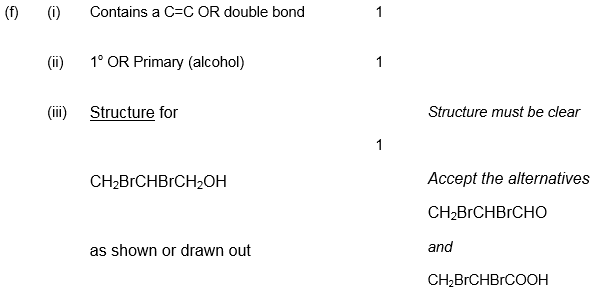 (f) (i) Contains a C=C OR double bond 1
(ii) 1° OR Primary (alcohol) 1
(iii) Structure for Structure must be clear
1
CH₂BrCHBrCH₂OH Accept the alternatives
CH₂BrCHBrCHO
as shown or drawn out and
CH₂BrCHBrCOOH